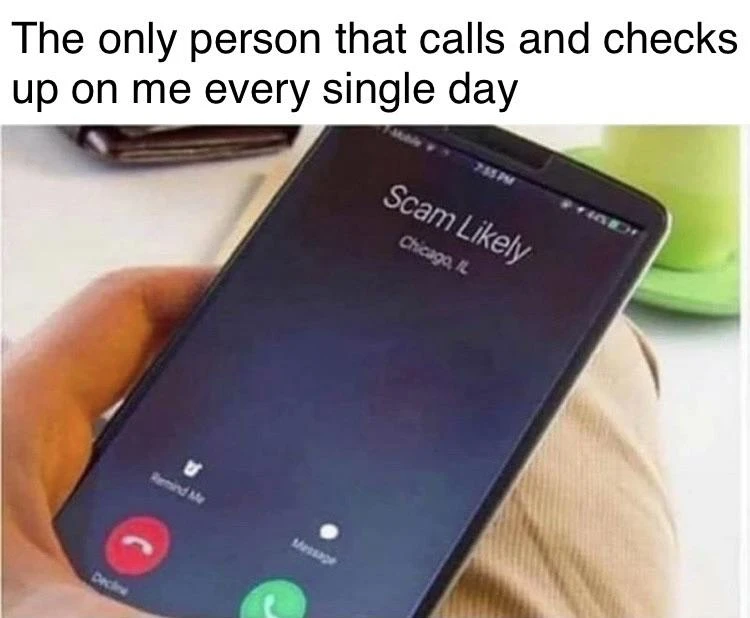 The only person that calls and checks
up on me every single day
T-Mobile
7:55 PM
Scam Likely
Chicago, IL
Remind Me
Message
Decline